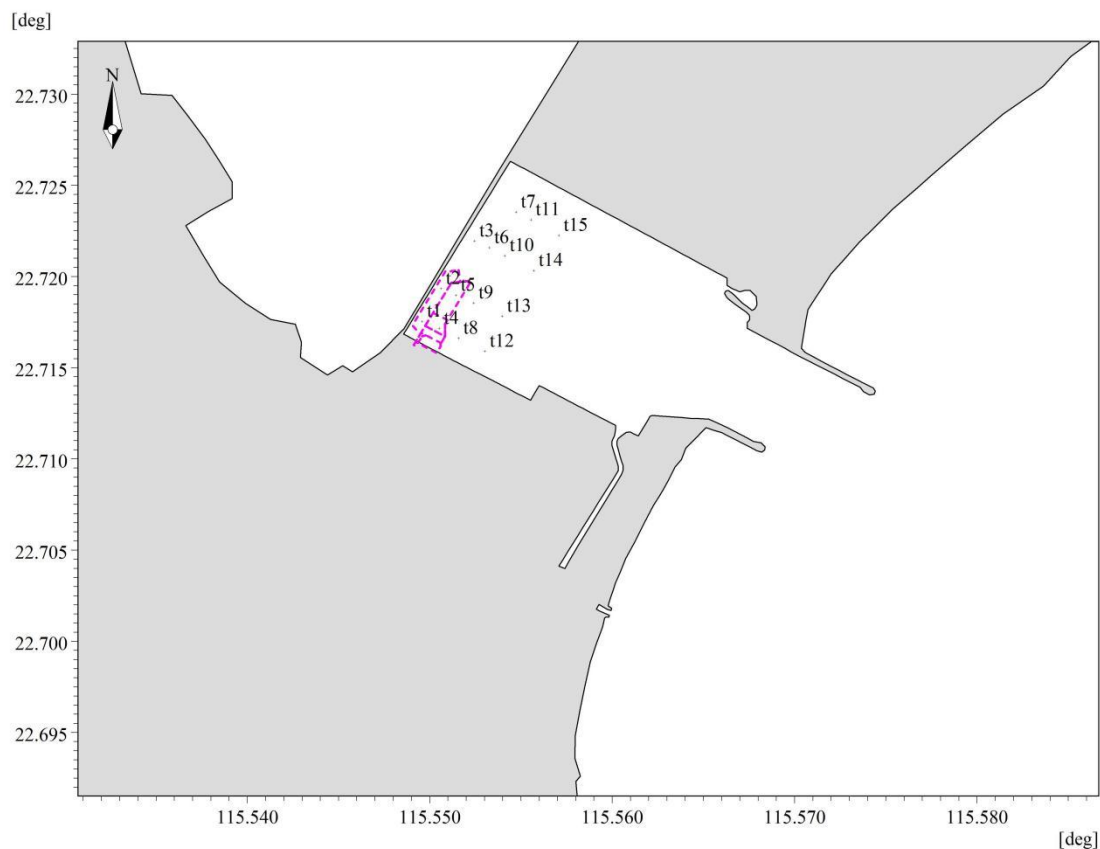 [deg]
N
22.730
22.725
22.720
22.715
22.710
22.705
22.700
22.695
t7
t11
t15
t3
t6
t10
t14
t2
t5
t9
t13
t1
t4
t8
t12
115.540
115.550
115.560
115.570
115.580
[deg]